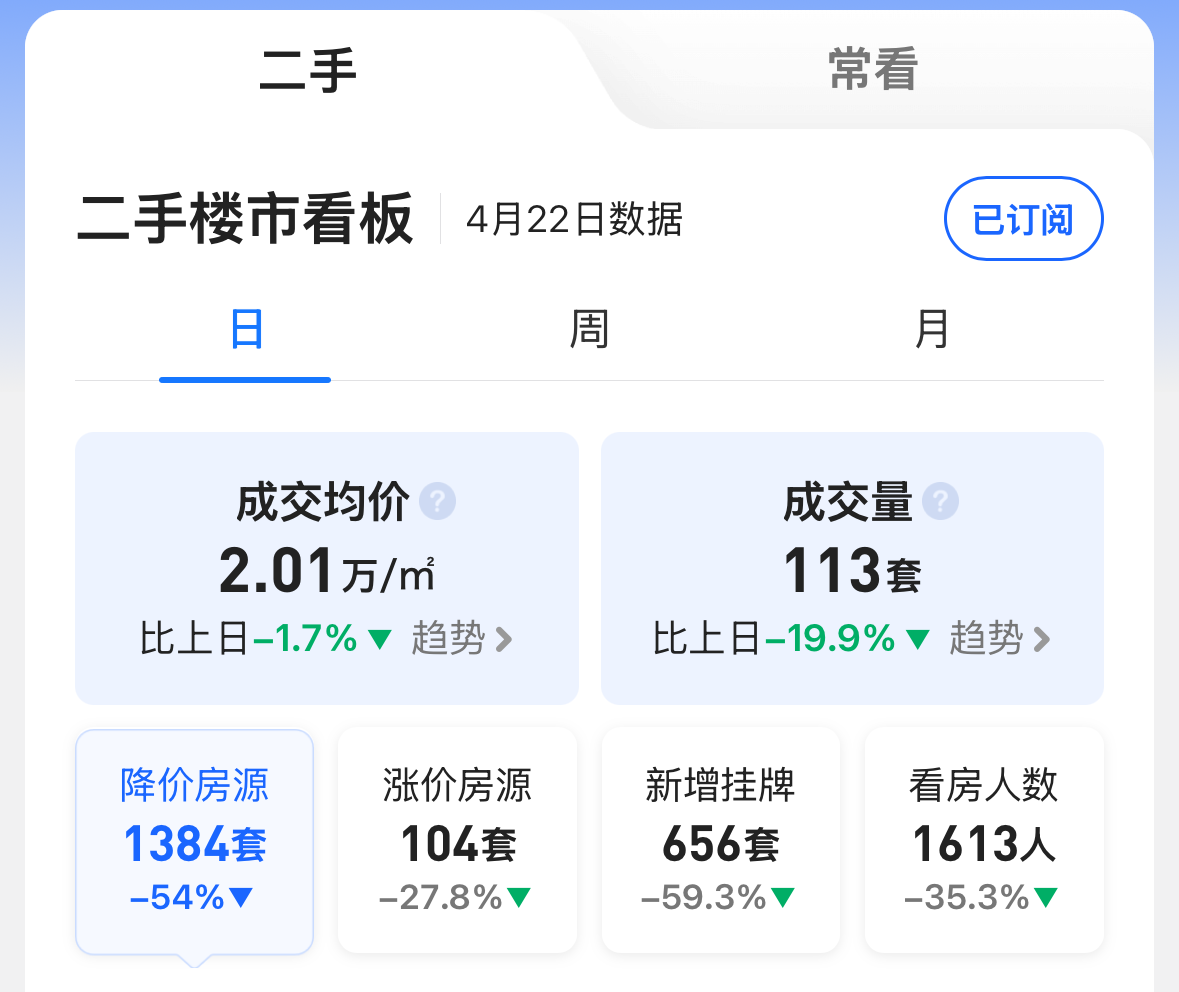 二手 常看
二手楼市看板 4月22日数据 已订阅
日 周 月
成交均价 ? 成交量 ?
2.01万/㎡ 113套
比上日-1.7%▼ 趋势 > 比上日-19.9%▼ 趋势 >
降价房源 涨价房源 新增挂牌 看房人数
1384套 104套 656套 1613人
-54%▼ -27.8%▼ -59.3%▼ -35.3%▼